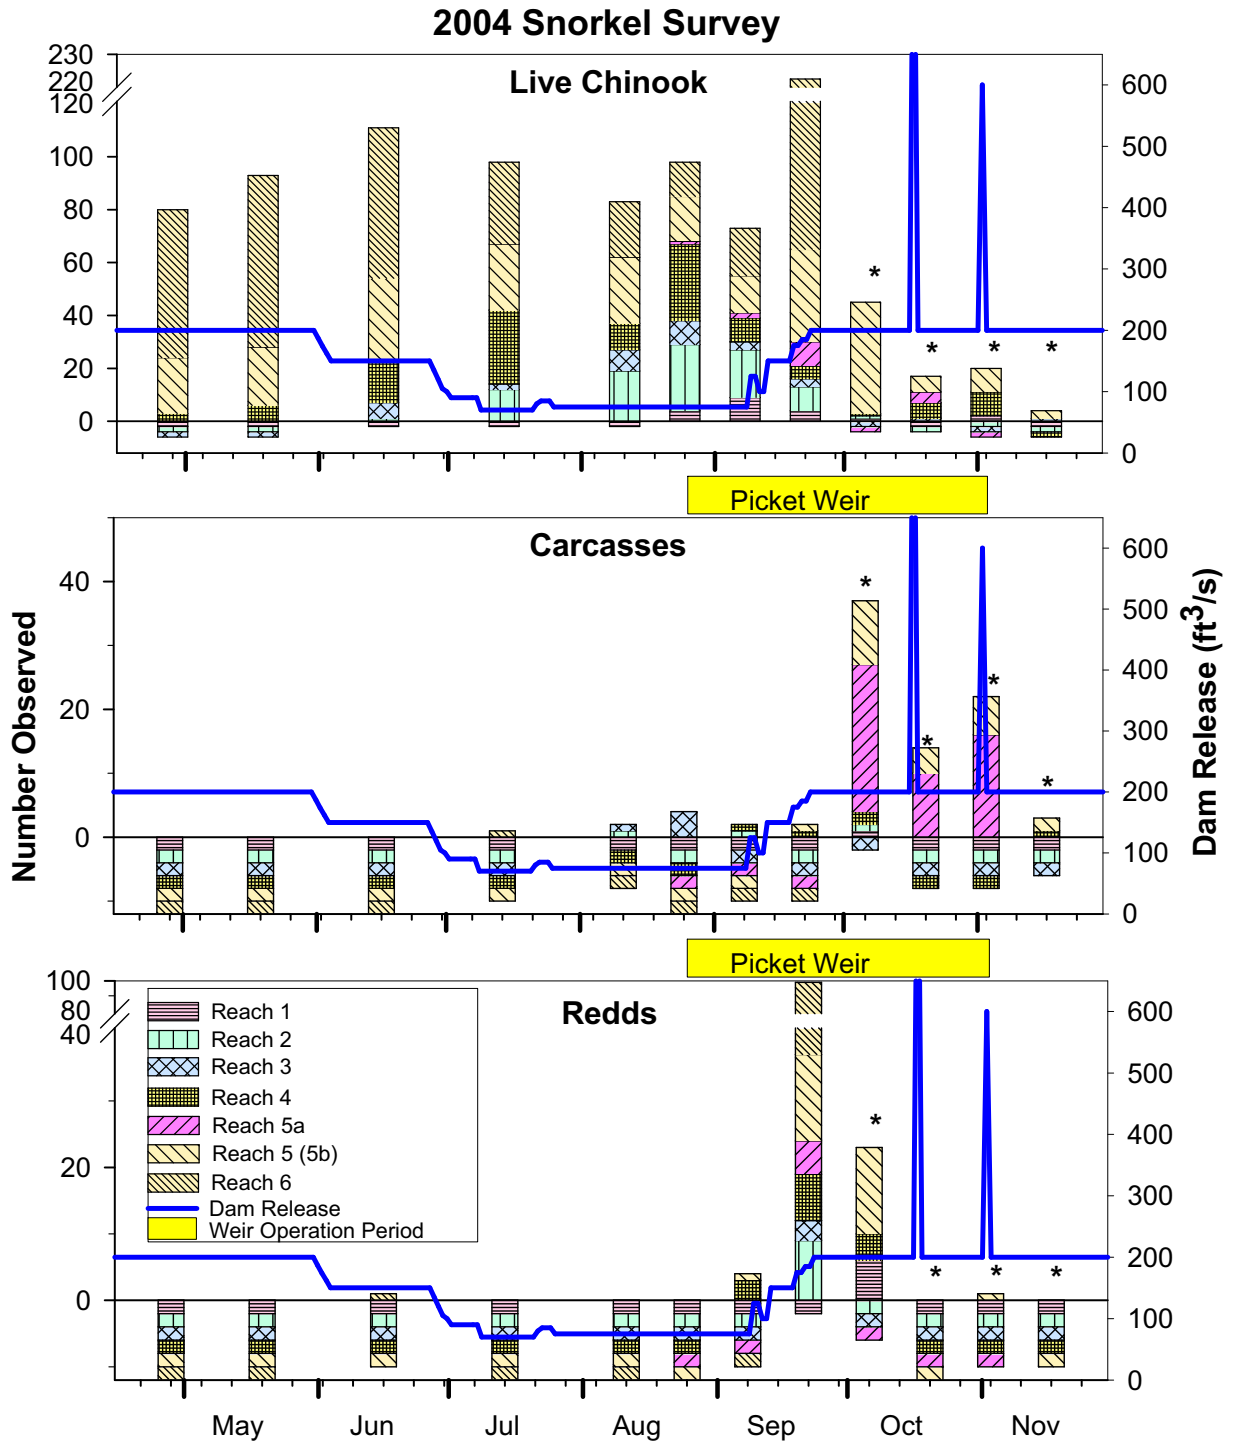 2004 Snorkel Survey
Live Chinook
230
220
120
100
80
60
40
20
0
600
500
400
300
200
100
0
*
*
*
*
Picket Weir
Carcasses
40
20
0
600
500
400
300
200
100
0
*
*
*
*
Number Observed
Dam Release (ft3/s)
Picket Weir
Redds
100
80
40
20
0
600
500
400
300
200
100
0
*
*
*
*
Reach 1
Reach 2
Reach 3
Reach 4
Reach 5a
Reach 5 (5b)
Reach 6
Dam Release
Weir Operation Period
May Jun Jul Aug Sep Oct Nov